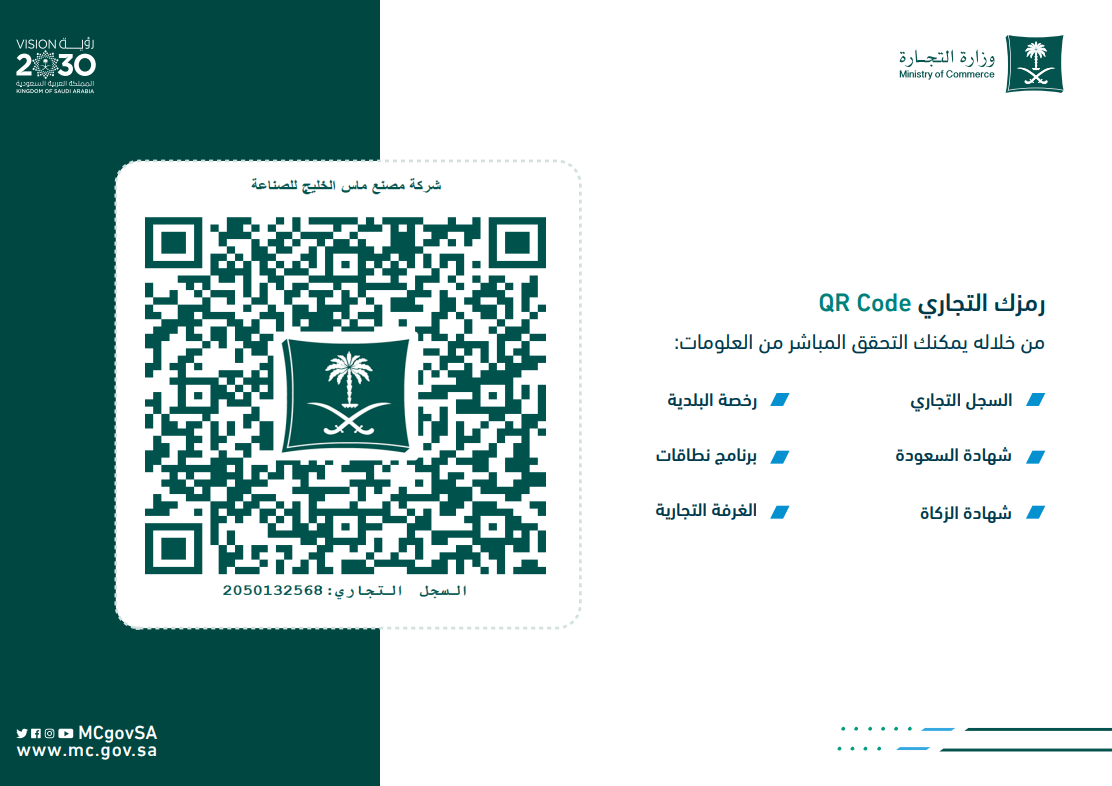 VISION رؤيــة
2030
المملكة العربية السعودية
KINGDOM OF SAUDI ARABIA
وزارة التجـارة
Ministry of Commerce
شركة مصنع ماس الخليج للصناعة
السجل التجاري: 2050132568
رمزك التجاري QR Code
من خلاله يمكنك التحقق المباشر من العلومات:
السجل التجاري
رخصة البلدية
شهادة السعودة
برنامج نطاقات
شهادة الزكاة
الغرفة التجارية
MCgovSA
www.mc.gov.sa